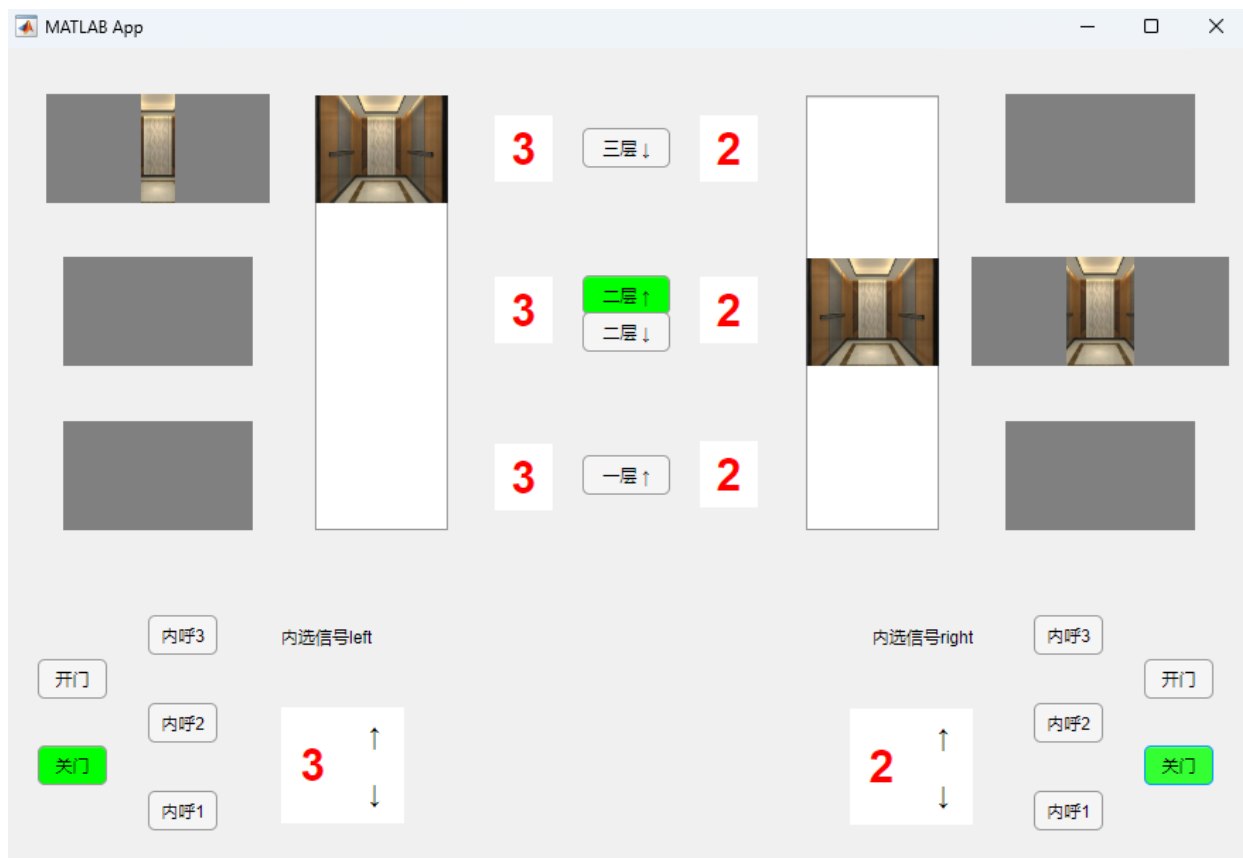 MATLAB App
3
三层↓
2
3
二层↑
二层↓
2
3
一层↑
2
内呼3
内选信号left
开门
内呼2
关门
内呼1
3
↑
↓
内选信号right
内呼3
开门
内呼2
关门
内呼1
2
↑
↓